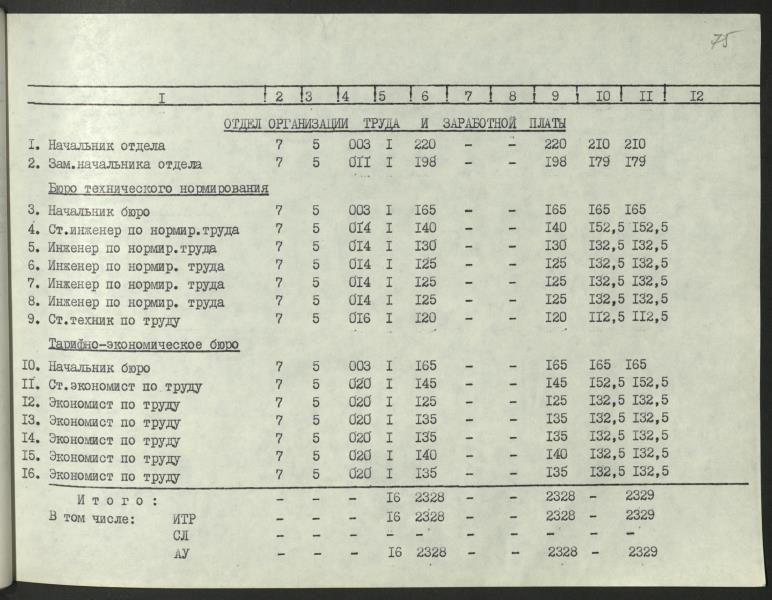 75
I ! 2 ! 3 ! 4 ! 5 ! 6 ! 7 ! 8 ! 9 ! I0 ! II ! I2
ОТДЕЛ ОРГАНИЗАЦИИ ТРУДА И ЗАРАБОТНОЙ ПЛАТЫ
I. Начальник отдела 7 5 003 I 220 - - 220 2I0 2I0
2. Зам.начальника отдела 7 5 0II I I98 - - I98 I79 I79
Бюро технического нормирования
3. Начальник бюро 7 5 003 I I65 - - I65 I65 I65
4. Ст.инженер по нормир.труда 7 5 0I4 I I40 - - I40 I52,5 I52,5
5. Инженер по нормир.труда 7 5 0I4 I I30 - - I30 I32,5 I32,5
6. Инженер по нормир. труда 7 5 0I4 I I25 - - I25 I32,5 I32,5
7. Инженер по нормир. труда 7 5 0I4 I I25 - - I25 I32,5 I32,5
8. Инженер по нормир. труда 7 5 0I4 I I25 - - I25 I32,5 I32,5
9. Ст.техник по труду 7 5 0I6 I I20 - - I20 II2,5 II2,5
Тарифно-экономическое бюро
I0. Начальник бюро 7 5 003 I I65 - - I65 I65 I65
II. Ст.экономист по труду 7 5 020 I I45 - - I45 I52,5 I52,5
I2. Экономист по труду 7 5 020 I I25 - - I25 I32,5 I32,5
I3. Экономист по труду 7 5 020 I I35 - - I35 I32,5 I32,5
I4. Экономист по труду 7 5 020 I I35 - - I35 I32,5 I32,5
I5. Экономист по труду 7 5 020 I I40 - - I40 I32,5 I32,5
I6. Экономист по труду 7 5 020 I I35 - - I35 I32,5 I32,5
И т о г о : - - - I6 2328 - - 2328 - 2329
В том числе: ИТР - - - I6 2328 - - 2328 - 2329
СЛ - - - - - - - - - -
АУ - - - I6 2328 - - 2328 - 2329